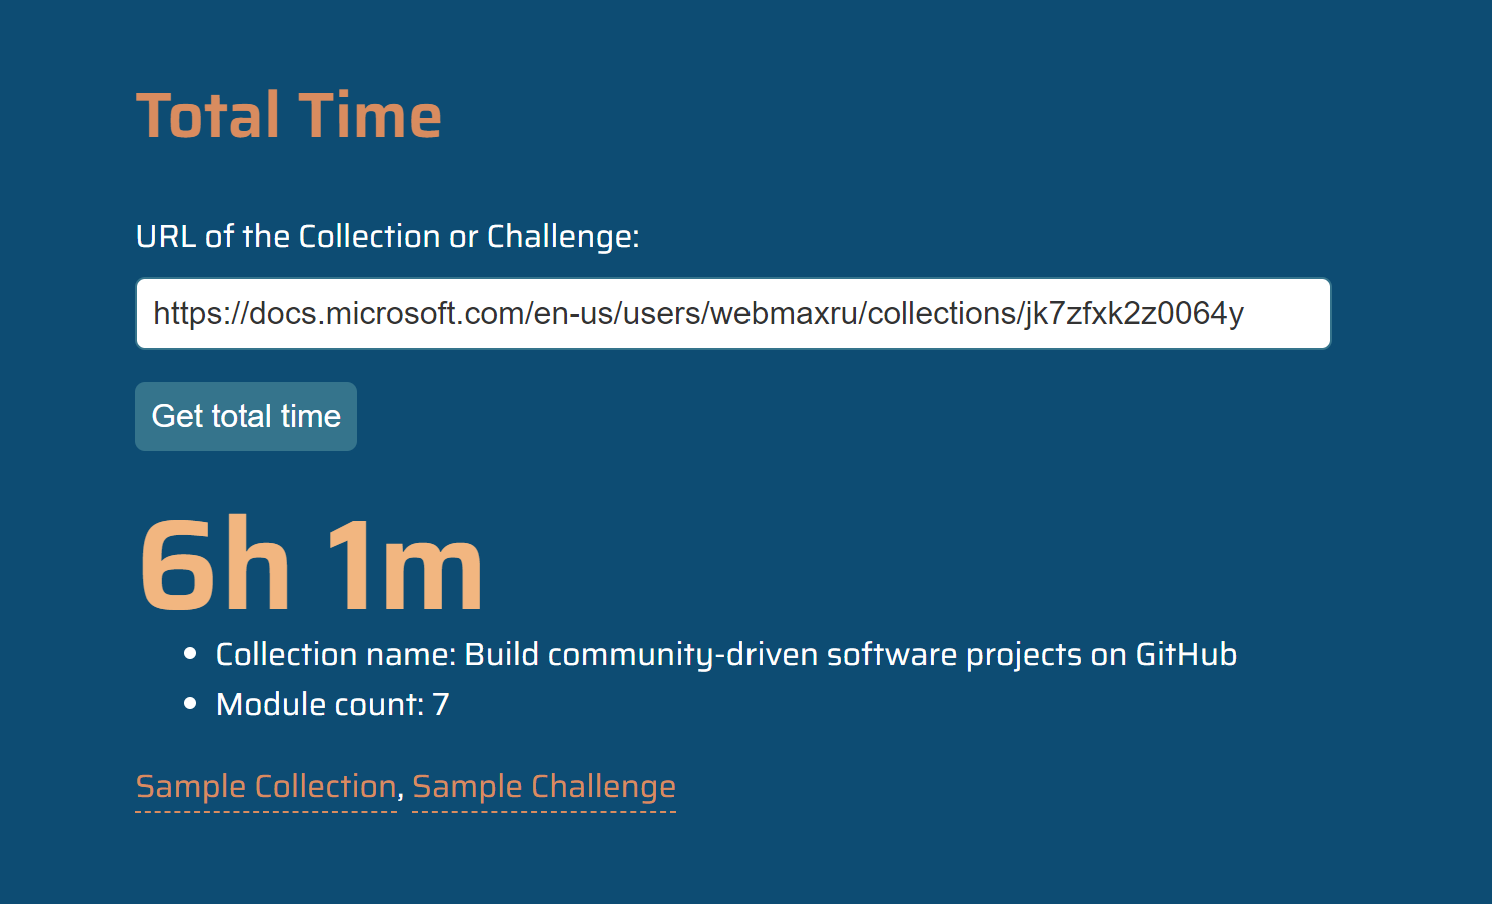 Total Time
URL of the Collection or Challenge:
https://docs.microsoft.com/en-us/users/webmaxru/collections/jk7zfxk2z0064y
Get total time
6h 1m
Collection name: Build community-driven software projects on GitHub
Module count: 7
Sample Collection, Sample Challenge